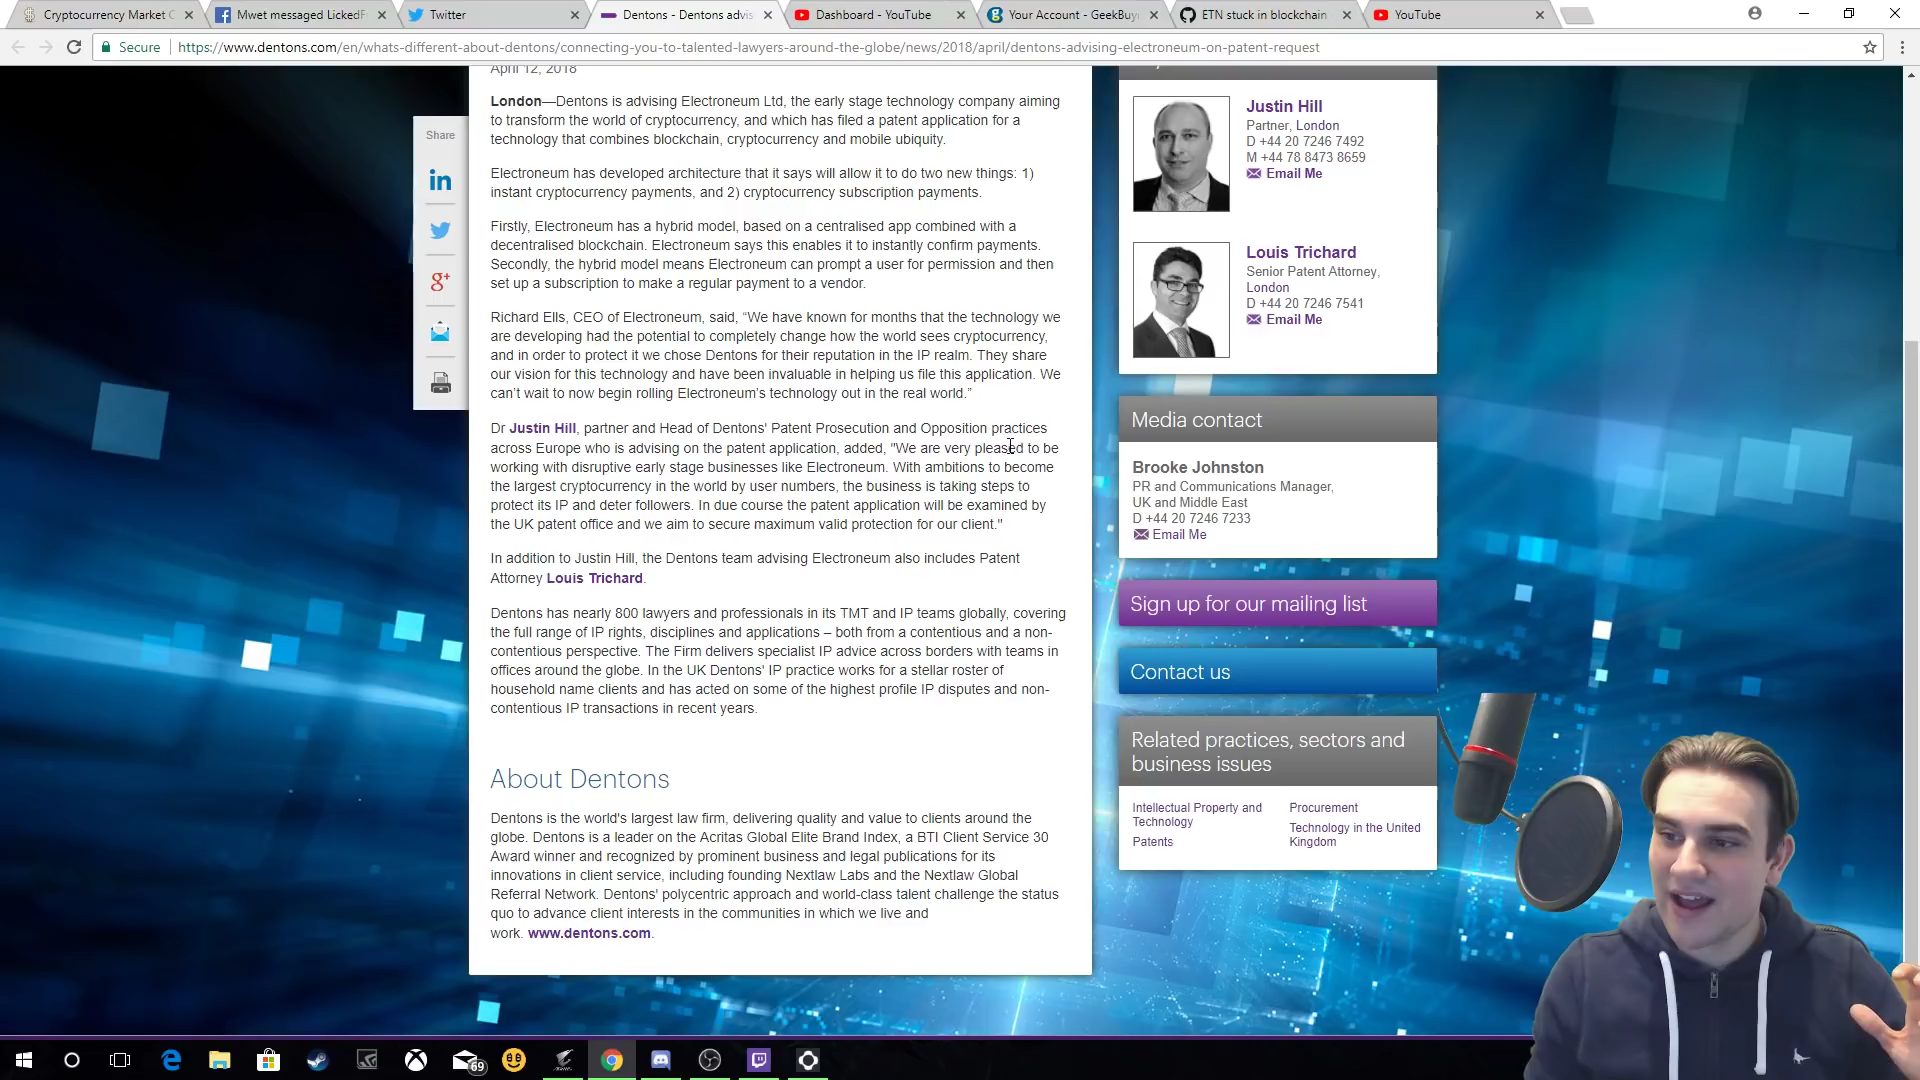 Cryptocurrency Market C
Mwet messaged LickedF
Twitter
Dentons - Dentons advis
Dashboard - YouTube
Your Account - GeekBuy
ETN stuck in blockchain
YouTube
Secure
https://www.dentons.com/en/whats-different-about-dentons/connecting-you-to-talented-lawyers-around-the-globe/news/2018/april/dentons-advising-electroneum-on-patent-request
April 12, 2018
London—Dentons is advising Electroneum Ltd, the early stage technology company aiming
to transform the world of cryptocurrency, and which has filed a patent application for a
technology that combines blockchain, cryptocurrency and mobile ubiquity.
Electroneum has developed architecture that it says will allow it to do two new things: 1)
instant cryptocurrency payments, and 2) cryptocurrency subscription payments.
Firstly, Electroneum has a hybrid model, based on a centralised app combined with a
decentralised blockchain. Electroneum says this enables it to instantly confirm payments.
Secondly, the hybrid model means Electroneum can prompt a user for permission and then
set up a subscription to make a regular payment to a vendor.
Richard Ells, CEO of Electroneum, said, “We have known for months that the technology we
are developing had the potential to completely change how the world sees cryptocurrency,
and in order to protect it we chose Dentons for their reputation in the IP realm. They share
our vision for this technology and have been invaluable in helping us file this application. We
can’t wait to now begin rolling Electroneum’s technology out in the real world.”
Dr Justin Hill, partner and Head of Dentons' Patent Prosecution and Opposition practices
across Europe who is advising on the patent application, added, "We are very pleased to be
working with disruptive early stage businesses like Electroneum. With ambitions to become
the largest cryptocurrency in the world by user numbers, the business is taking steps to
protect its IP and deter followers. In due course the patent application will be examined by
the UK patent office and we aim to secure maximum valid protection for our client."
In addition to Justin Hill, the Dentons team advising Electroneum also includes Patent
Attorney Louis Trichard.
Dentons has nearly 800 lawyers and professionals in its TMT and IP teams globally, covering
the full range of IP rights, disciplines and applications – both from a contentious and a non-
contentious perspective. The Firm delivers specialist IP advice across borders with teams in
offices around the globe. In the UK Dentons' IP practice works for a stellar roster of
household name clients and has acted on some of the highest profile IP disputes and non-
contentious IP transactions in recent years.
About Dentons
Dentons is the world's largest law firm, delivering quality and value to clients around the
globe. Dentons is a leader on the Acritas Global Elite Brand Index, a BTI Client Service 30
Award winner and recognized by prominent business and legal publications for its
innovations in client service, including founding Nextlaw Labs and the Nextlaw Global
Referral Network. Dentons' polycentric approach and world-class talent challenge the status
quo to advance client interests in the communities in which we live and
work. www.dentons.com.
Share
in
g+
Justin Hill
Partner, London
D +44 20 7246 7492
M +44 78 8473 8659
Email Me
Louis Trichard
Senior Patent Attorney,
London
D +44 20 7246 7541
Email Me
Media contact
Brooke Johnston
PR and Communications Manager,
UK and Middle East
D +44 20 7246 7233
Email Me
Sign up for our mailing list
Contact us
Related practices, sectors and
business issues
Intellectual Property and
Technology
Patents
Procurement
Technology in the United
Kingdom
69